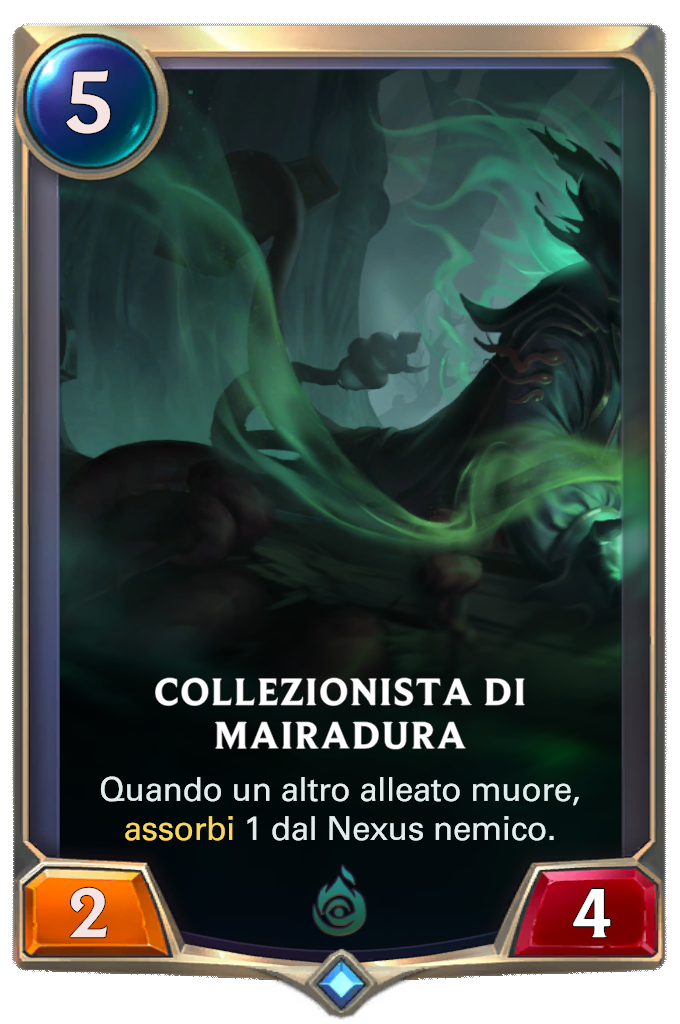 5
COLLEZIONISTA DI
MAIRADURA
Quando un altro alleato muore,
assorbi 1 dal Nexus nemico.
2
4